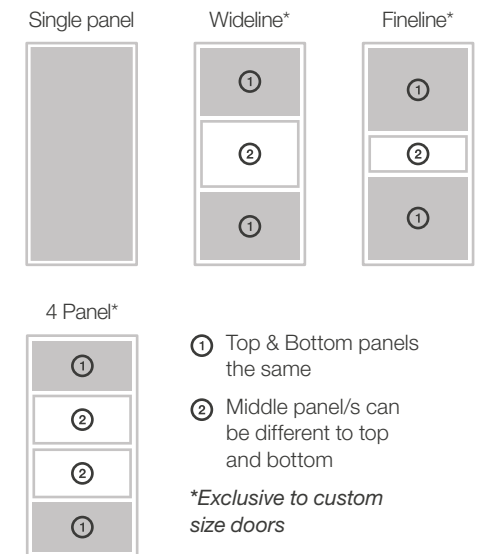 Single panel
Wideline*
Fineline*
①
②
①
①
②
①
4 Panel*
①
②
②
①
① Top & Bottom panels
the same
② Middle panel/s can
be different to top
and bottom
*Exclusive to custom
size doors